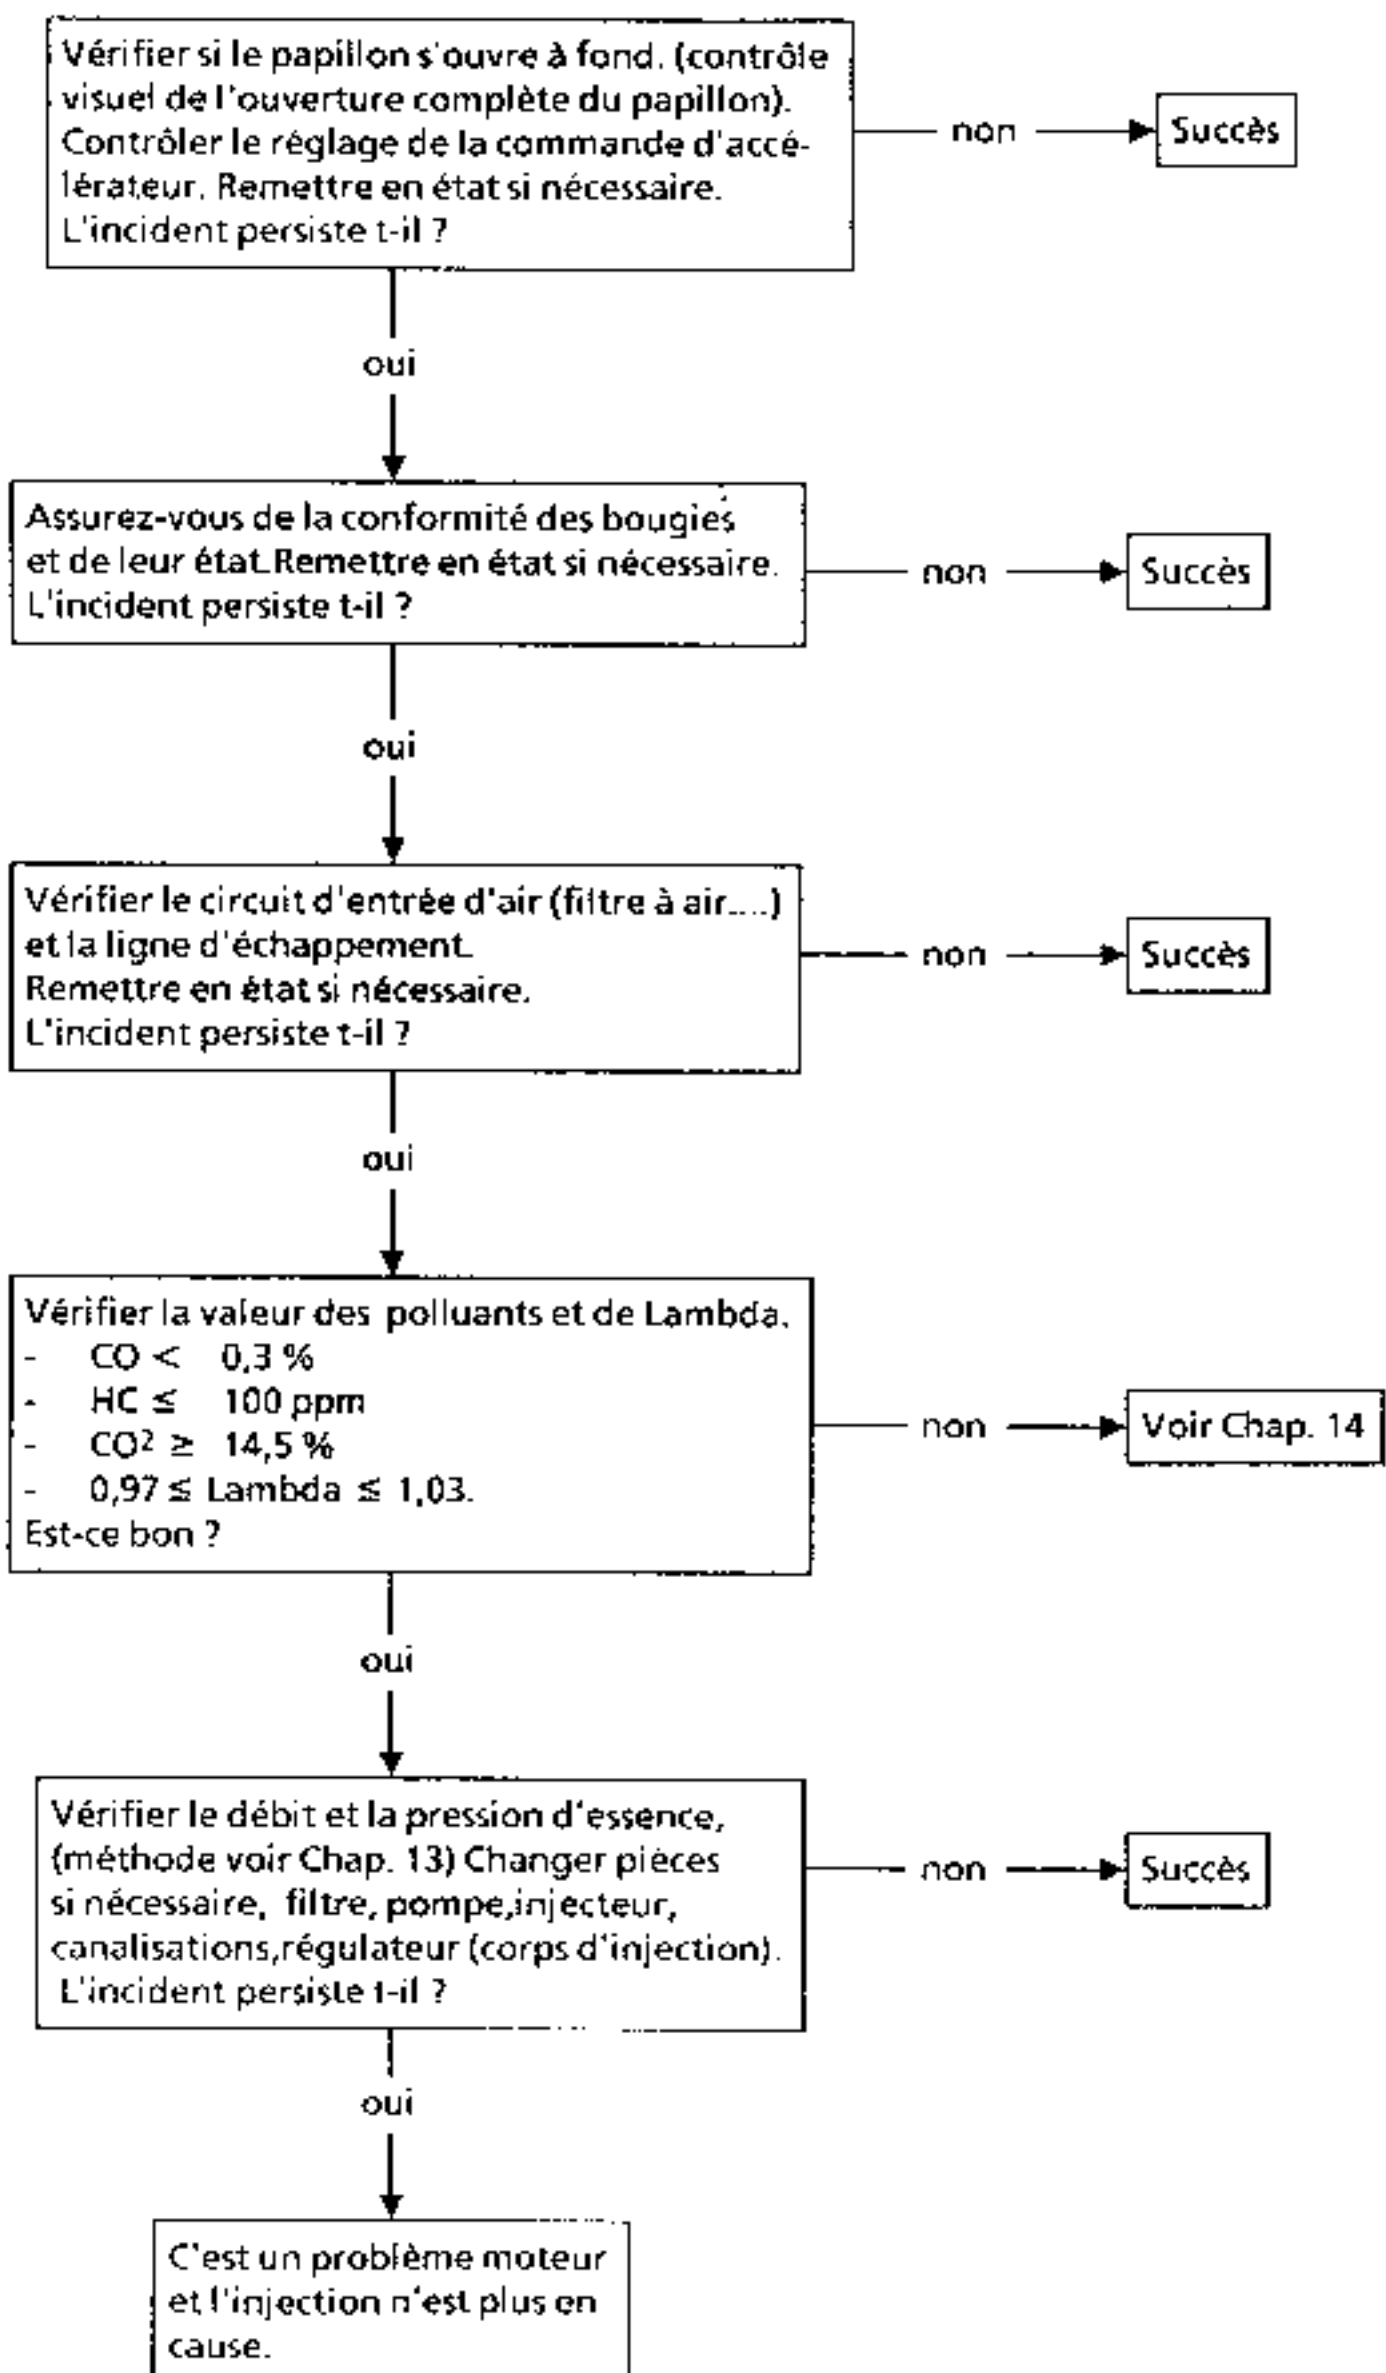 Vérifier si le papillon s'ouvre à fond. (contrôle
visuel de l'ouverture complète du papillon).
Contrôler le réglage de la commande d'accé-
lérateur. Remettre en état si nécessaire.
L'incident persiste t-il ?
non
Succès
oui
Assurez-vous de la conformité des bougies
et de leur état. Remettre en état si nécessaire.
L'incident persiste t-il ?
non
Succès
oui
Vérifier le circuit d'entrée d'air (filtre à air....)
et la ligne d'échappement.
Remettre en état si nécessaire.
L'incident persiste t-il ?
non
Succès
oui
Vérifier la valeur des polluants et de Lambda.
- CO < 0,3 %
- HC ≤ 100 ppm
- CO² ≥ 14,5 %
- 0,97 ≤ Lambda ≤ 1,03.
Est-ce bon ?
non
Voir Chap. 14
oui
Vérifier le débit et la pression d'essence,
(méthode voir Chap. 13) Changer pièces
si nécessaire, filtre, pompe,injecteur,
canalisations,régulateur (corps d'injection).
L'incident persiste t-il ?
non
Succès
oui
C'est un problème moteur
et l'injection n'est plus en
cause.